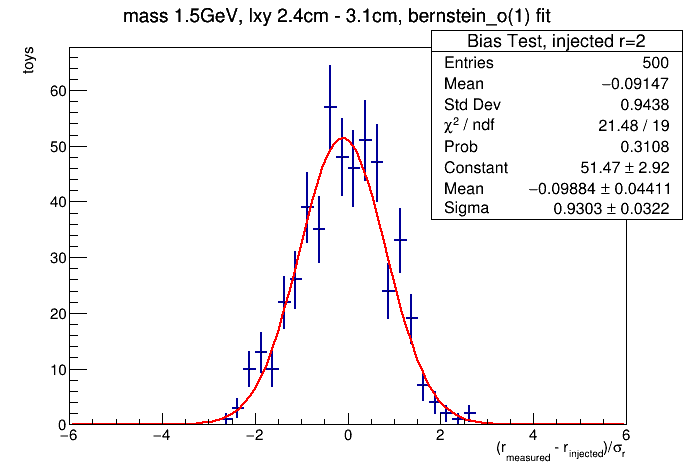 mass 1.5GeV, lxy 2.4cm - 3.1cm, bernstein_o(1) fit
Bias Test, injected r=2
Entries 500
Mean −0.09147
Std Dev 0.9438
χ² / ndf 21.48 / 19
Prob 0.3108
Constant 51.47 ± 2.92
Mean −0.09884 ± 0.04411
Sigma 0.9303 ± 0.0322
toys
60
50
40
30
20
10
0
−6 −4 −2 0 2 4 6
(r_measured - r_injected)/σ_r